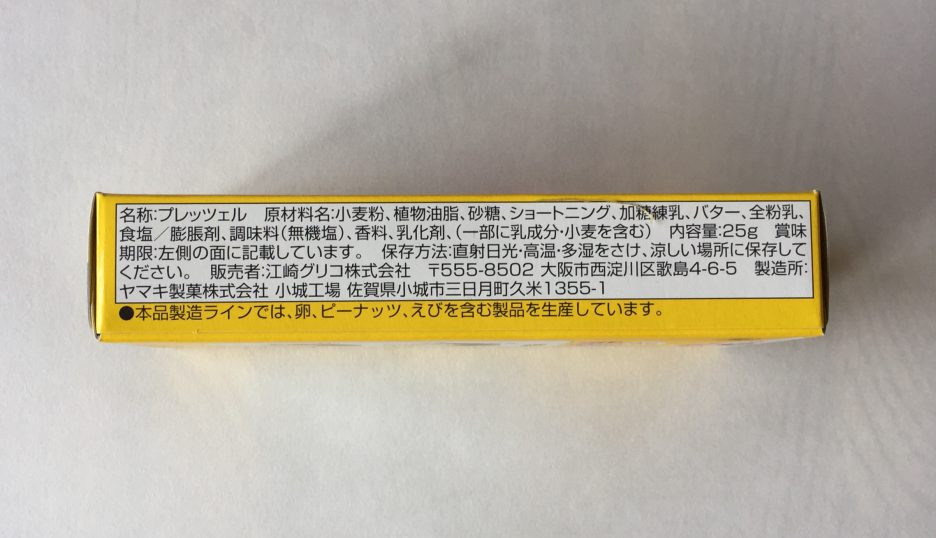 名称:プレッツェル 原材料名:小麦粉、植物油脂、砂糖、ショートニング、加糖練乳、バター、全粉乳、
食塩／膨脹剤、調味料(無機塩)、香料、乳化剤、(一部に乳成分・小麦を含む) 内容量:25g 賞味
期限:左側の面に記載しています。 保存方法:直射日光・高温・多湿をさけ、涼しい場所に保存して
ください。 販売者:江崎グリコ株式会社 〒555-8502 大阪市西淀川区歌島4-6-5 製造所:
ヤマキ製菓株式会社 小城工場 佐賀県小城市三日月町久米1355-1
●本品製造ラインでは、卵、ピーナッツ、えびを含む製品を生産しています。